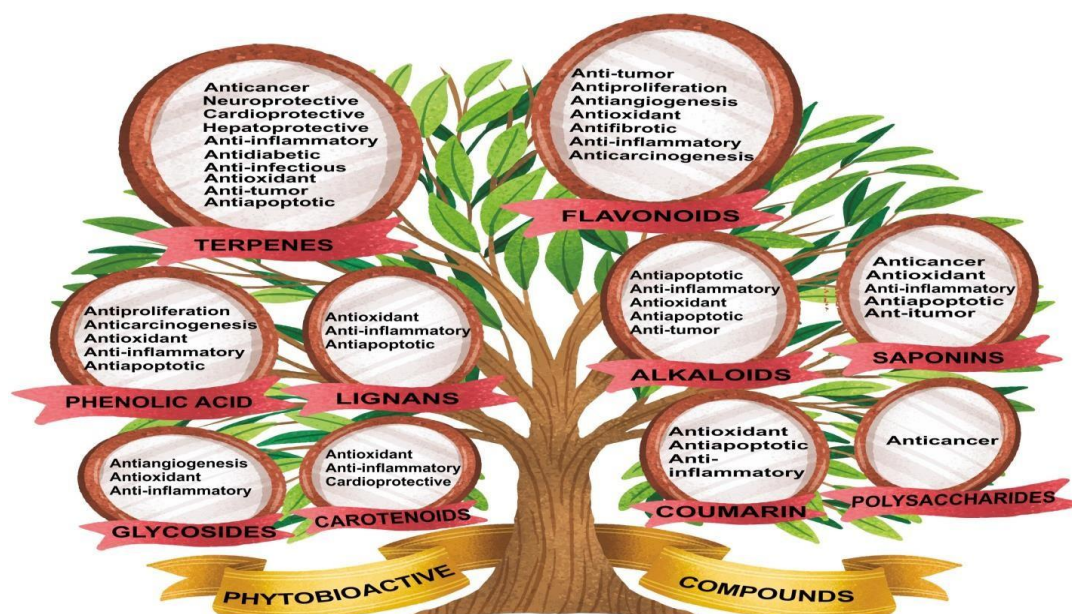 Anticancer
Neuroprotective
Cardioprotective
Hepatoprotective
Anti-inflammatory
Antidiabetic
Anti-infectious
Antioxidant
Anti-tumor
Antiapoptotic
TERPENES
Anti-tumor
Antiproliferation
Antiangiogenesis
Antioxidant
Antifibrotic
Anti-inflammatory
Anticarcinogenesis
FLAVONOIDS
Antiproliferation
Anticarcinogenesis
Antioxidant
Anti-inflammatory
Antiapoptotic
PHENOLIC ACID
Antioxidant
Anti-inflammatory
Antiapoptotic
LIGNANS
Antiapoptotic
Anti-inflammatory
Antioxidant
Antiapoptotic
Anti-tumor
ALKALOIDS
Anticancer
Antioxidant
Anti-inflammatory
Antiapoptotic
Ant-itumor
SAPONINS
Antiangiogenesis
Antioxidant
Anti-inflammatory
GLYCOSIDES
Antioxidant
Anti-inflammatory
Cardioprotective
CAROTENOIDS
Antioxidant
Antiapoptotic
Anti-
inflammatory
COUMARIN
Anticancer
POLYSACCHARIDES
PHYTOBIOACTIVE
COMPOUNDS